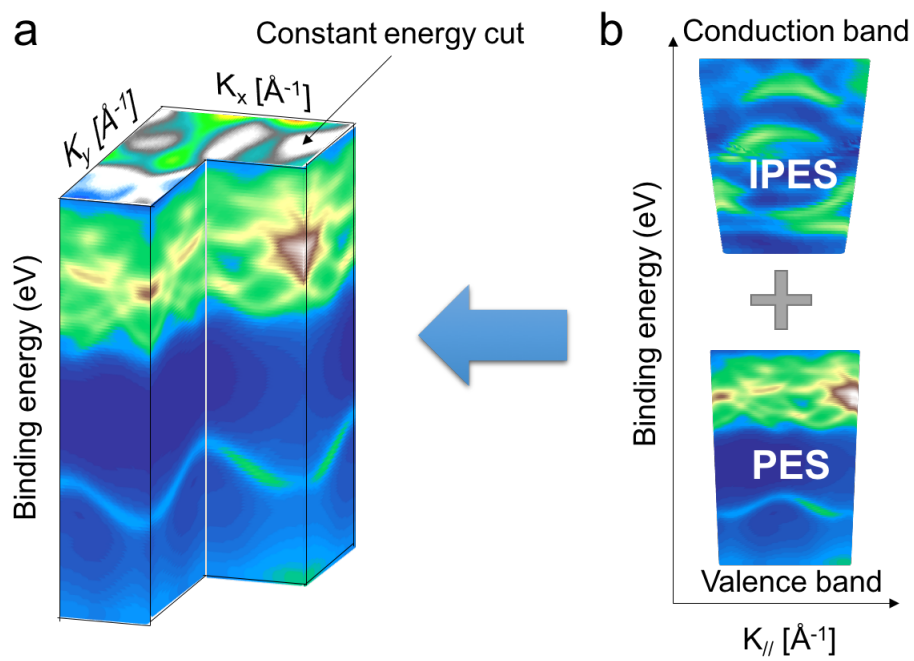 a
Constant energy cut
Kx [Å-1]
Ky [Å-1]
Binding energy (eV)
b
Conduction band
IPES
Binding energy (eV)
PES
Valence band
K// [Å-1]